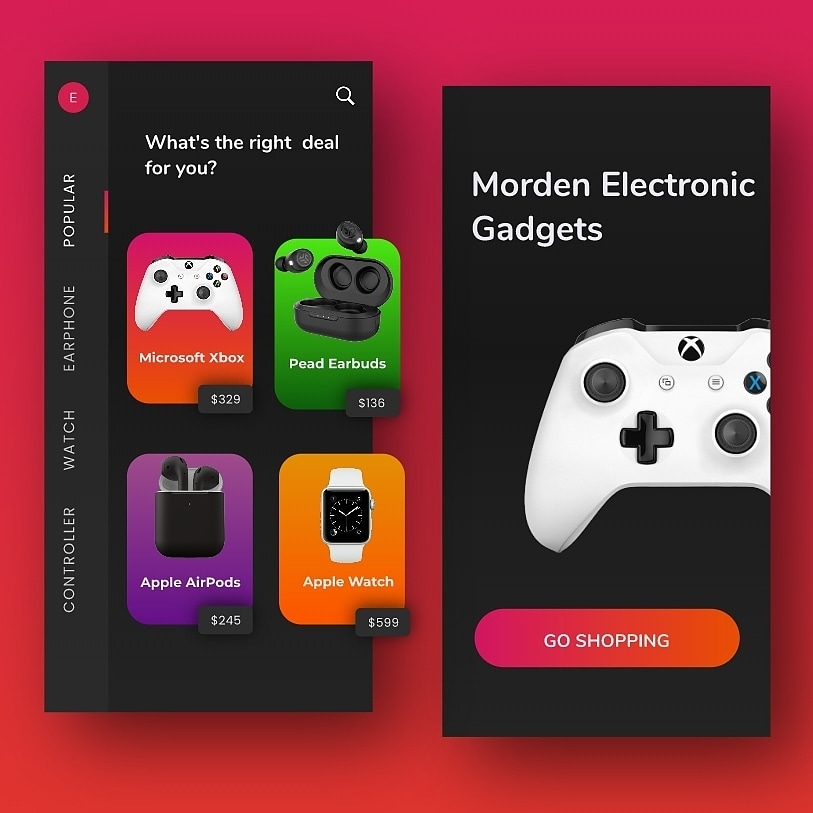 E
What's the right  deal
for you?
POPULAR
EARPHONE
WATCH
CONTROLLER
Microsoft Xbox
$329
Pead Earbuds
$136
Apple AirPods
$245
Apple Watch
$599
Morden Electronic
Gadgets
X
GO SHOPPING